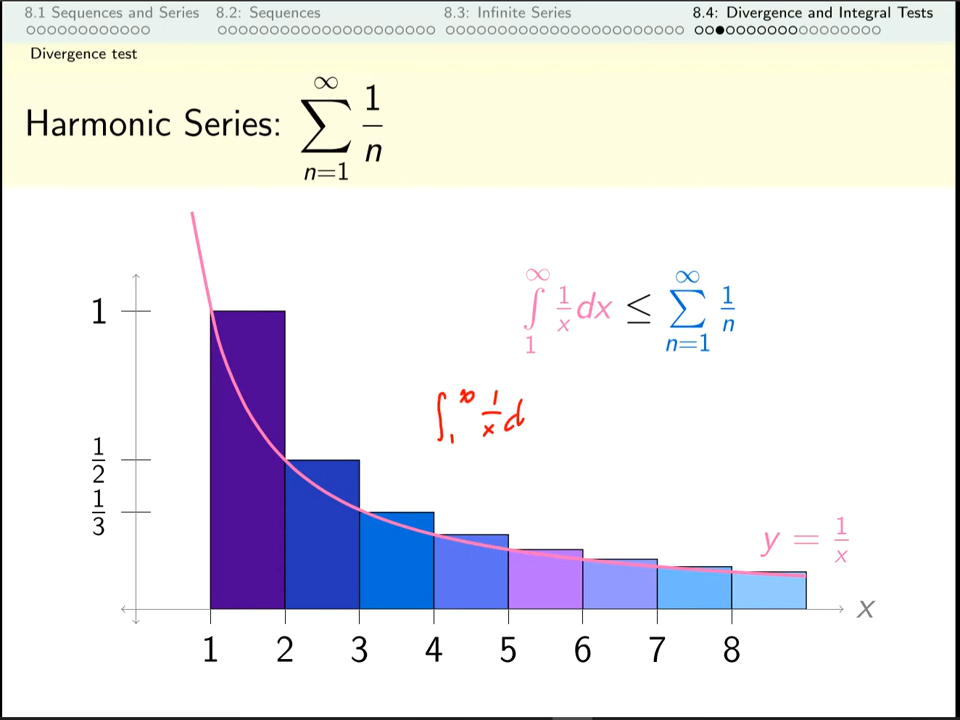 8.1 Sequences and Series 8.2: Sequences 8.3: Infinite Series 8.4: Divergence and Integral Tests
Divergence test
Harmonic Series: ∑_{n=1}^{∞} 1/n
∫_1^∞ 1/x dx ≤ ∑_{n=1}^{∞} 1/n
1
∫_1^∞ 1/x d
1/2
1/3
y = 1/x
x
1 2 3 4 5 6 7 8